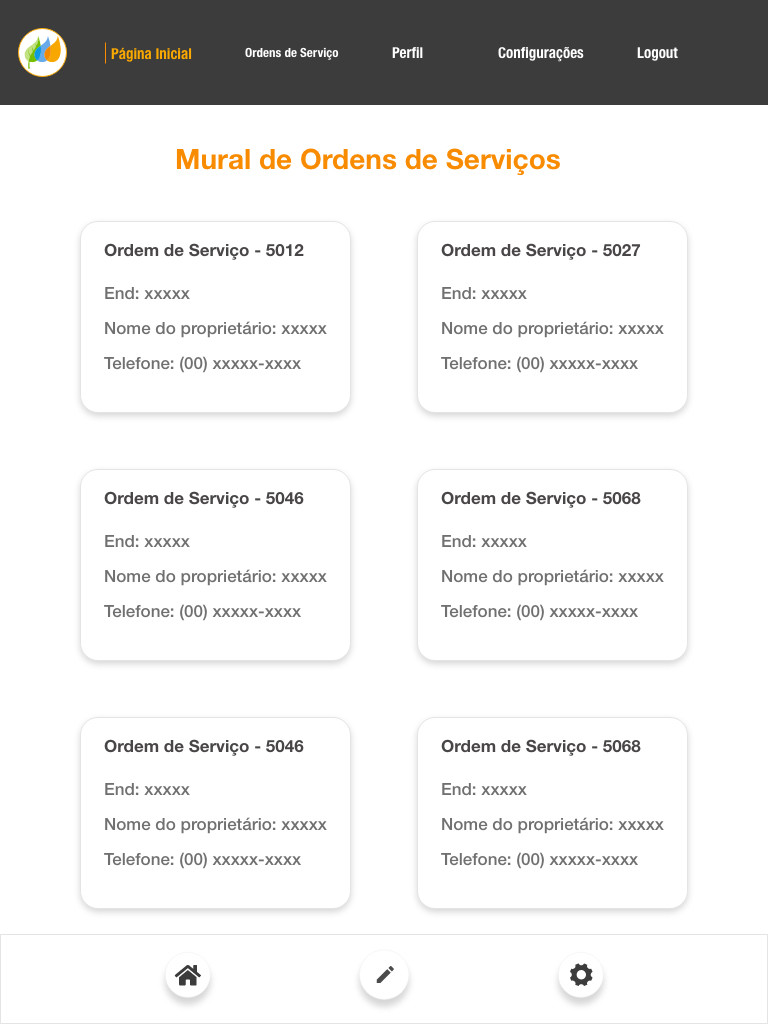 Página Inicial Ordens de Serviço Perfil Configurações Logout
Mural de Ordens de Serviços
Ordem de Serviço - 5012
End: xxxxx
Nome do proprietário: xxxxx
Telefone: (00) xxxxx-xxxx
Ordem de Serviço - 5027
End: xxxxx
Nome do proprietário: xxxxx
Telefone: (00) xxxxx-xxxx
Ordem de Serviço - 5046
End: xxxxx
Nome do proprietário: xxxxx
Telefone: (00) xxxxx-xxxx
Ordem de Serviço - 5068
End: xxxxx
Nome do proprietário: xxxxx
Telefone: (00) xxxxx-xxxx
Ordem de Serviço - 5046
End: xxxxx
Nome do proprietário: xxxxx
Telefone: (00) xxxxx-xxxx
Ordem de Serviço - 5068
End: xxxxx
Nome do proprietário: xxxxx
Telefone: (00) xxxxx-xxxx